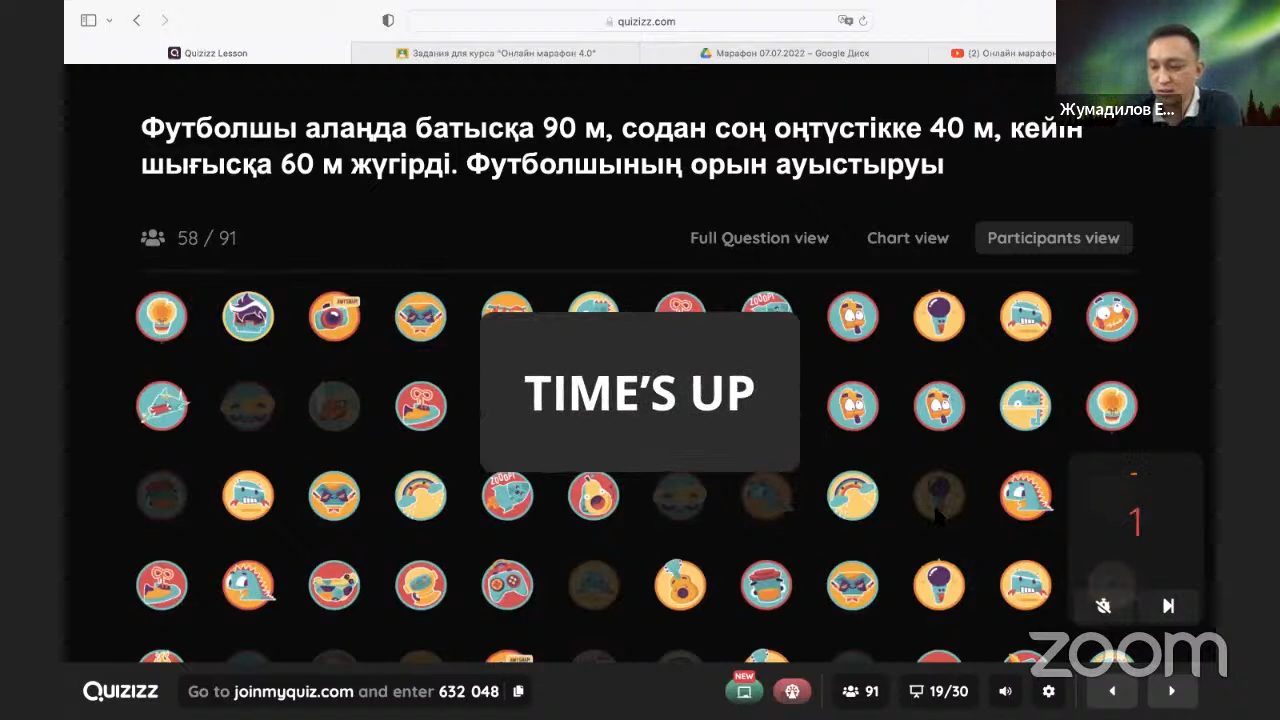 quizizz.com
Quizizz Lesson
Задания для курса "Онлайн марафон 4.0"
Марафон 07.07.2022 – Google Диск
(2) Онлайн марафон
Жумадилов Е...
Футболшы алаңда батысқа 90 м, содан соң оңтүстікке 40 м, кейін
шығысқа 60 м жүгірді. Футболшының орын ауыстыруы
58 / 91
Full Question view
Chart view
Participants view
TIME'S UP
1
zoom
NEW
QUIZIZZ
Go to joinmyquiz.com and enter 632 048
91
19/30